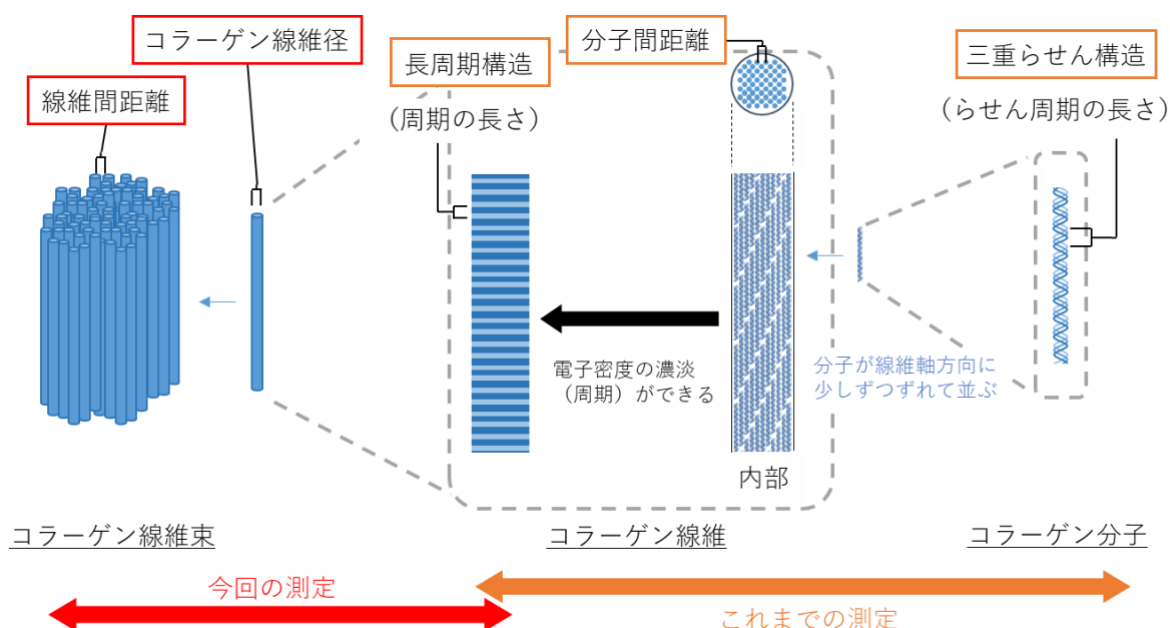 コラーゲン線維径
線維間距離
長周期構造
（周期の長さ）
分子間距離
三重らせん構造
（らせん周期の長さ）
電子密度の濃淡
（周期）ができる
分子が線維軸方向に
少しずつずれて並ぶ
内部
コラーゲン線維束
コラーゲン線維
コラーゲン分子
今回の測定
これまでの測定